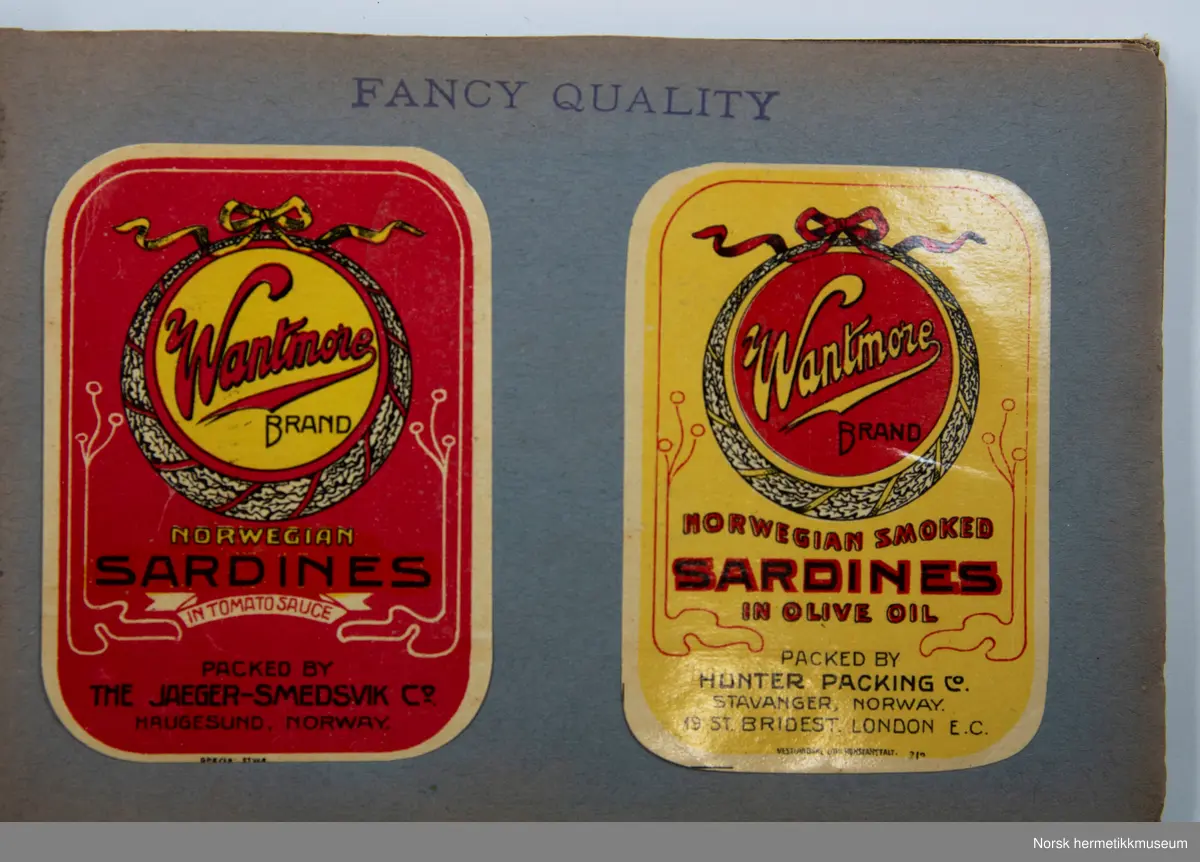 FANCY QUALITY
Wantmore
BRAND
NORWEGIAN
SARDINES
IN TOMATO SAUCE
PACKED BY
THE JAEGER-SMEDSVIK Co.
HAUGESUND, NORWAY.
Wantmore
BRAND
NORWEGIAN SMOKED
SARDINES
IN OLIVE OIL
PACKED BY
HUNTER PACKING Co.
STAVANGER, NORWAY.
19 ST. BRIDE ST. LONDON E.C.
Norsk hermetikkmuseum